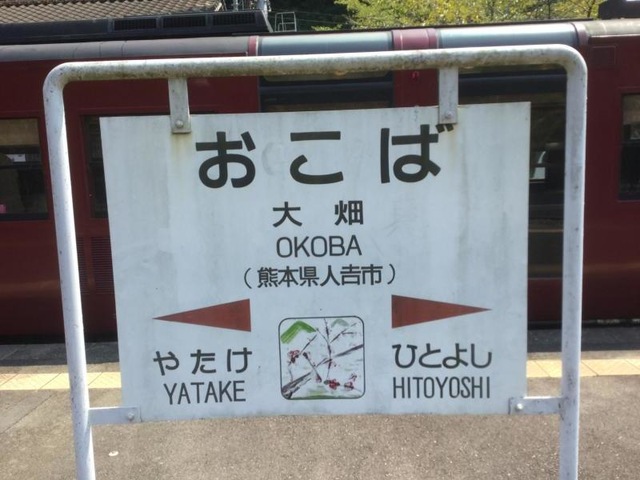 おこば
大畑
OKOBA
（熊本県人吉市）
やたけ ひとよし
YATAKE HITOYOSHI